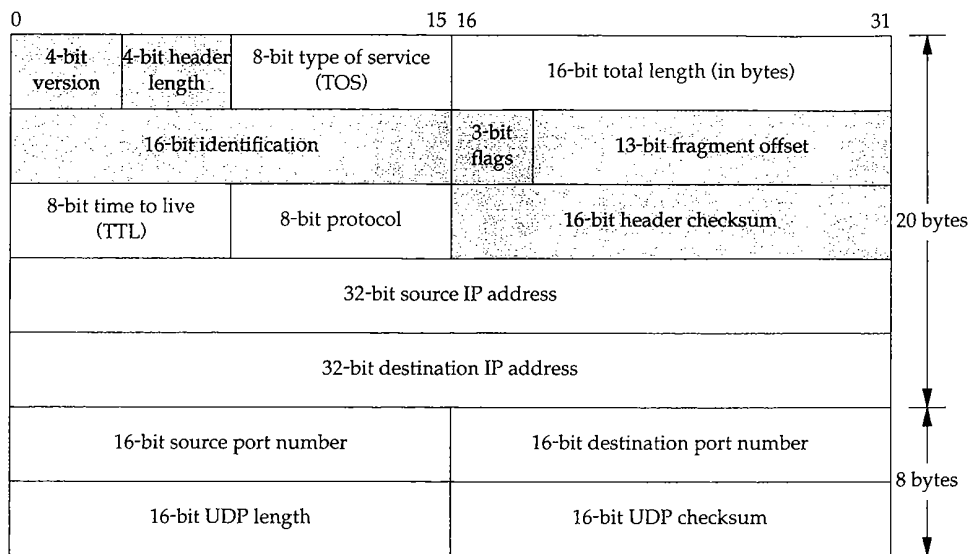 0 15 16 31
4-bit version
4-bit header length
8-bit type of service (TOS)
16-bit total length (in bytes)
16-bit identification
3-bit flags
13-bit fragment offset
8-bit time to live (TTL)
8-bit protocol
16-bit header checksum
20 bytes
32-bit source IP address
32-bit destination IP address
16-bit source port number
16-bit destination port number
8 bytes
16-bit UDP length
16-bit UDP checksum